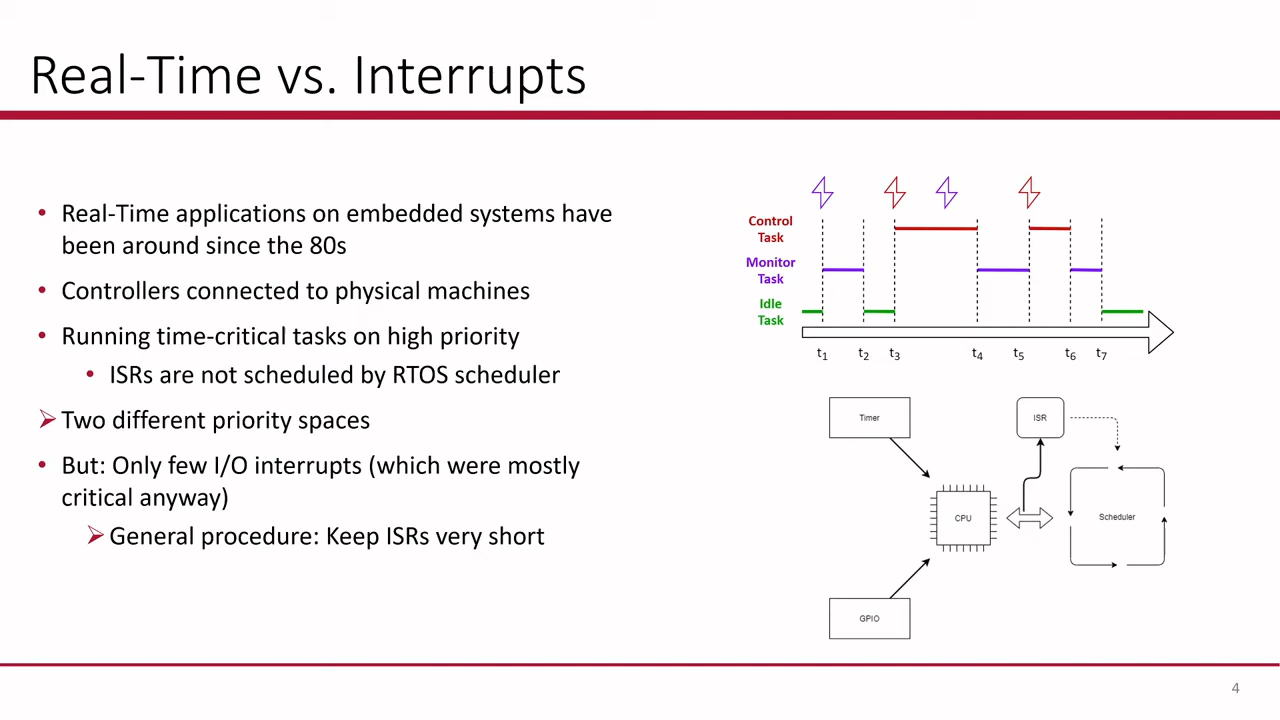 Real-Time vs. Interrupts
• Real-Time applications on embedded systems have
been around since the 80s
• Controllers connected to physical machines
• Running time-critical tasks on high priority
• ISRs are not scheduled by RTOS scheduler
➢ Two different priority spaces
• But: Only few I/O interrupts (which were mostly
critical anyway)
➢ General procedure: Keep ISRs very short
Control
Task
Monitor
Task
Idle
Task
t1 t2 t3 t4 t5 t6 t7
Timer
ISR
CPU
Scheduler
GPIO
4